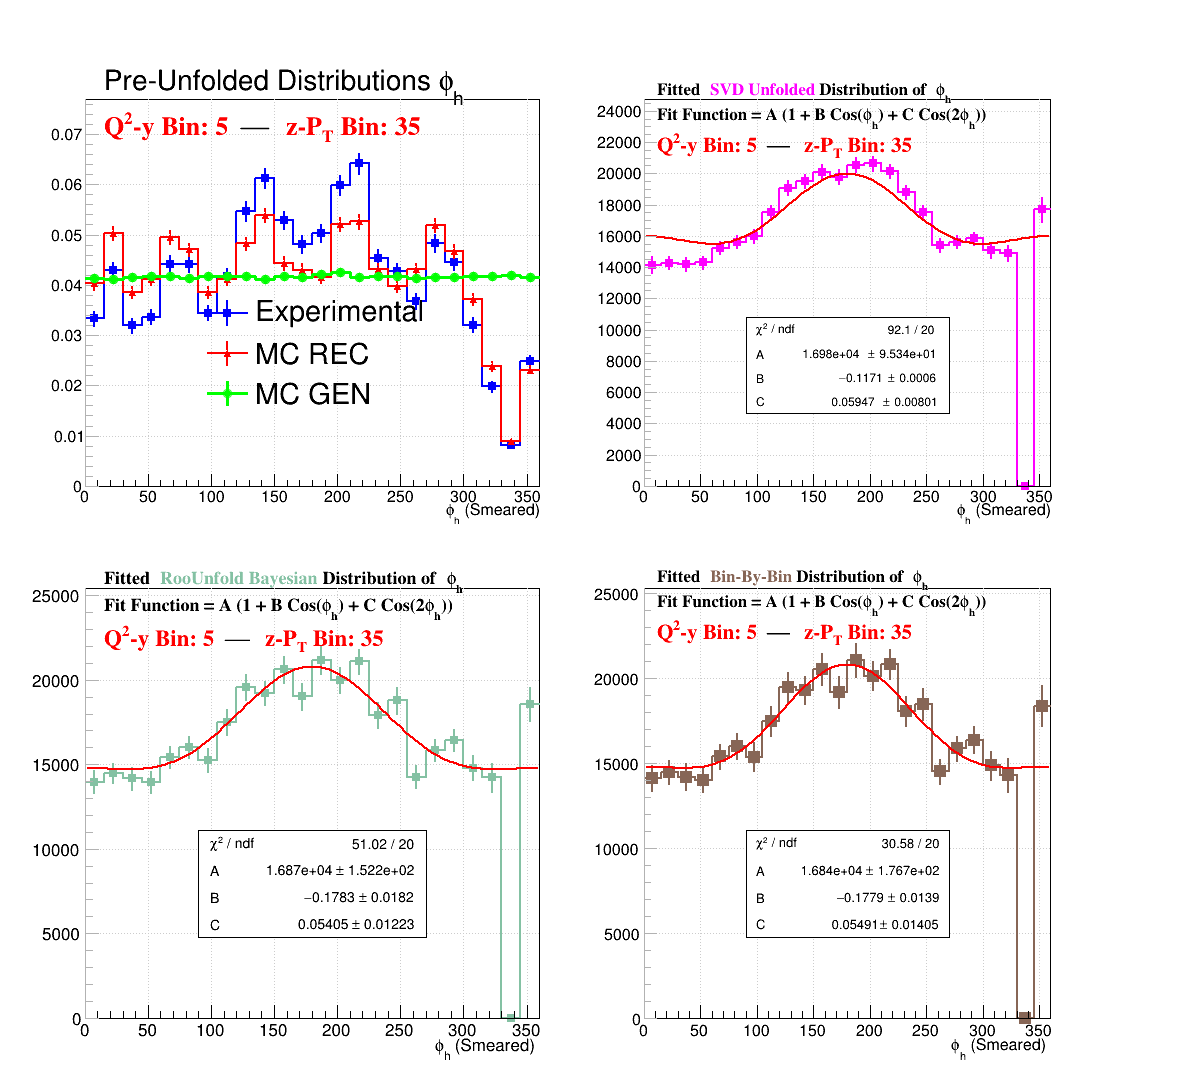 Pre-Unfolded Distributions ϕh
Q²-y Bin: 5 — z-PT Bin: 35
0.07
0.06
0.05
0.04
0.03
0.02
0.01
0
Experimental
MC REC
MC GEN
0 50 100 150 200 250 300 350
ϕh (Smeared)
Fitted SVD Unfolded Distribution of ϕh
Fit Function = A (1 + B Cos(ϕh) + C Cos(2ϕh))
Q²-y Bin: 5 — z-PT Bin: 35
24000
22000
20000
18000
16000
14000
12000
10000
8000
6000
4000
2000
0
χ² / ndf 92.1 / 20
A 1.698e+04 ± 9.534e+01
B −0.1171 ± 0.0006
C 0.05947 ± 0.00801
0 50 100 150 200 250 300 350
ϕh (Smeared)
Fitted RooUnfold Bayesian Distribution of ϕh
Fit Function = A (1 + B Cos(ϕh) + C Cos(2ϕh))
Q²-y Bin: 5 — z-PT Bin: 35
25000
20000
15000
10000
5000
0
χ² / ndf 51.02 / 20
A 1.687e+04 ± 1.522e+02
B −0.1783 ± 0.0182
C 0.05405 ± 0.01223
0 50 100 150 200 250 300 350
ϕh (Smeared)
Fitted Bin-By-Bin Distribution of ϕh
Fit Function = A (1 + B Cos(ϕh) + C Cos(2ϕh))
Q²-y Bin: 5 — z-PT Bin: 35
25000
20000
15000
10000
5000
0
χ² / ndf 30.58 / 20
A 1.684e+04 ± 1.767e+02
B −0.1779 ± 0.0139
C 0.05491 ± 0.01405
0 50 100 150 200 250 300 350
ϕh (Smeared)